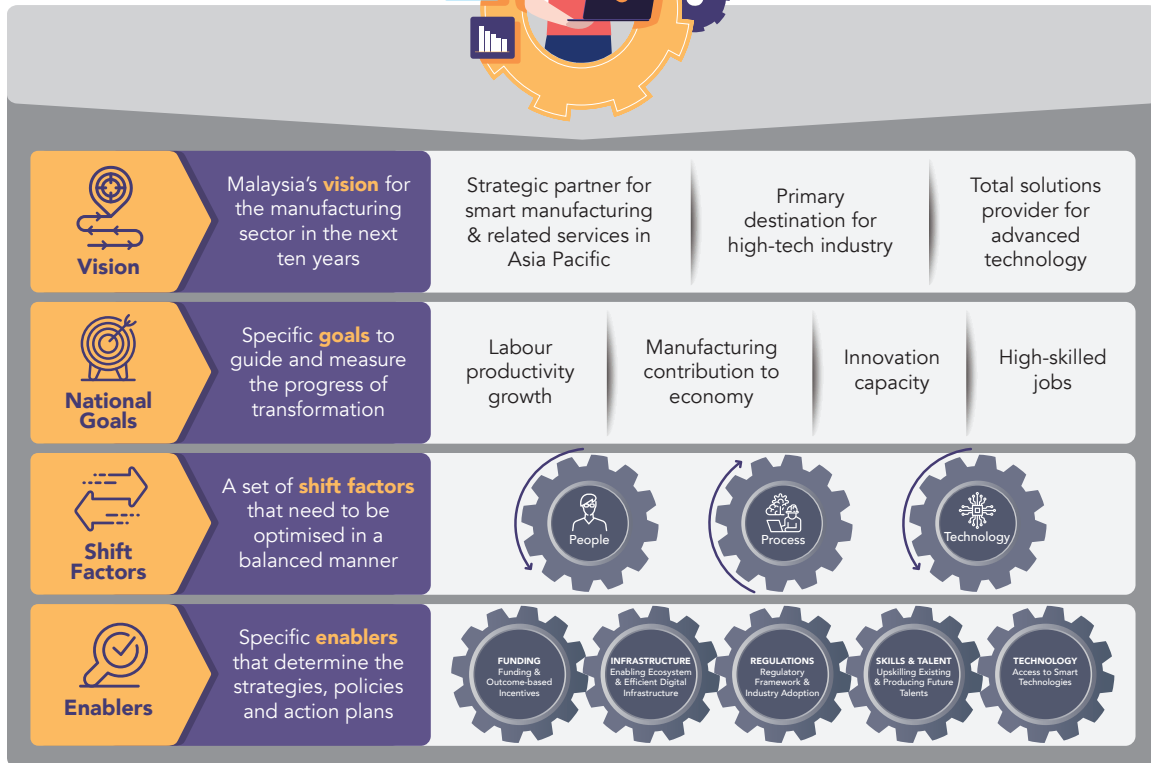 Vision
Malaysia's vision for
the manufacturing
sector in the next
ten years
Strategic partner for
smart manufacturing
& related services in
Asia Pacific
Primary
destination for
high-tech industry
Total solutions
provider for
advanced
technology
National
Goals
Specific goals to
guide and measure
the progress of
transformation
Labour
productivity
growth
Manufacturing
contribution to
economy
Innovation
capacity
High-skilled
jobs
Shift
Factors
A set of shift factors
that need to be
optimised in a
balanced manner
People
Process
Technology
Enablers
Specific enablers
that determine the
strategies, policies
and action plans
FUNDING
Funding &
Outcome-based
Incentives
INFRASTRUCTURE
Enabling Ecosystem
& Efficient Digital
Infrastructure
REGULATIONS
Regulatory
Framework &
Industry Adoption
SKILLS & TALENT
Upskilling Existing
& Producing Future
Talents
TECHNOLOGY
Access to Smart
Technologies